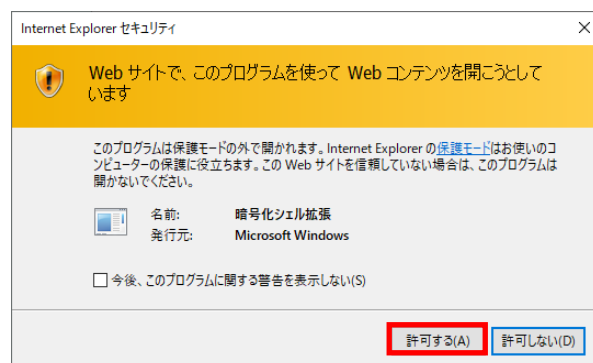 Internet Explorer セキュリティ
Web サイトで、このプログラムを使って Web コンテンツを開こうとして
います
このプログラムは保護モードの外で開かれます。Internet Explorer の保護モードはお使いのコ
ンピューターの保護に役立ちます。この Web サイトを信頼していない場合は、このプログラムは
開かないでください。
名前: 暗号化シェル拡張
発行元: Microsoft Windows
今後、このプログラムに関する警告を表示しない(S)
許可する(A) 許可しない(D)